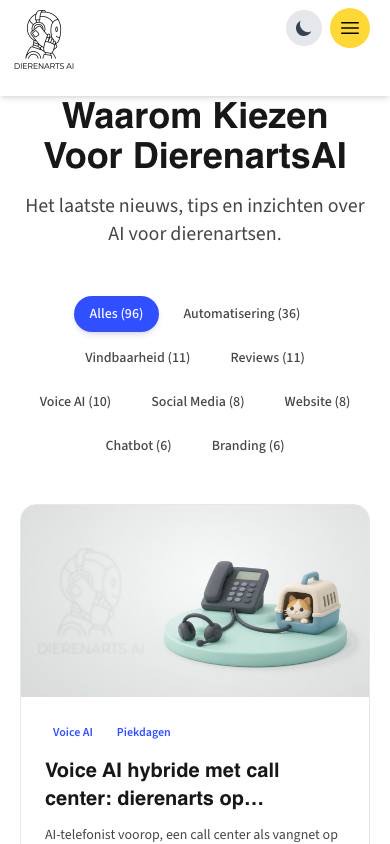 DIERENARTS AI
Waarom Kiezen
Voor DierenartsAI
Het laatste nieuws, tips en inzichten over
AI voor dierenartsen.
Alles (96)
Automatisering (36)
Vindbaarheid (11)
Reviews (11)
Voice AI (10)
Social Media (8)
Website (8)
Chatbot (6)
Branding (6)
DIERENARTS AI
Voice AI
Piekdagen
Voice AI hybride met call
center: dierenarts op...
AI-telefonist voorop, een call center als vangnet op